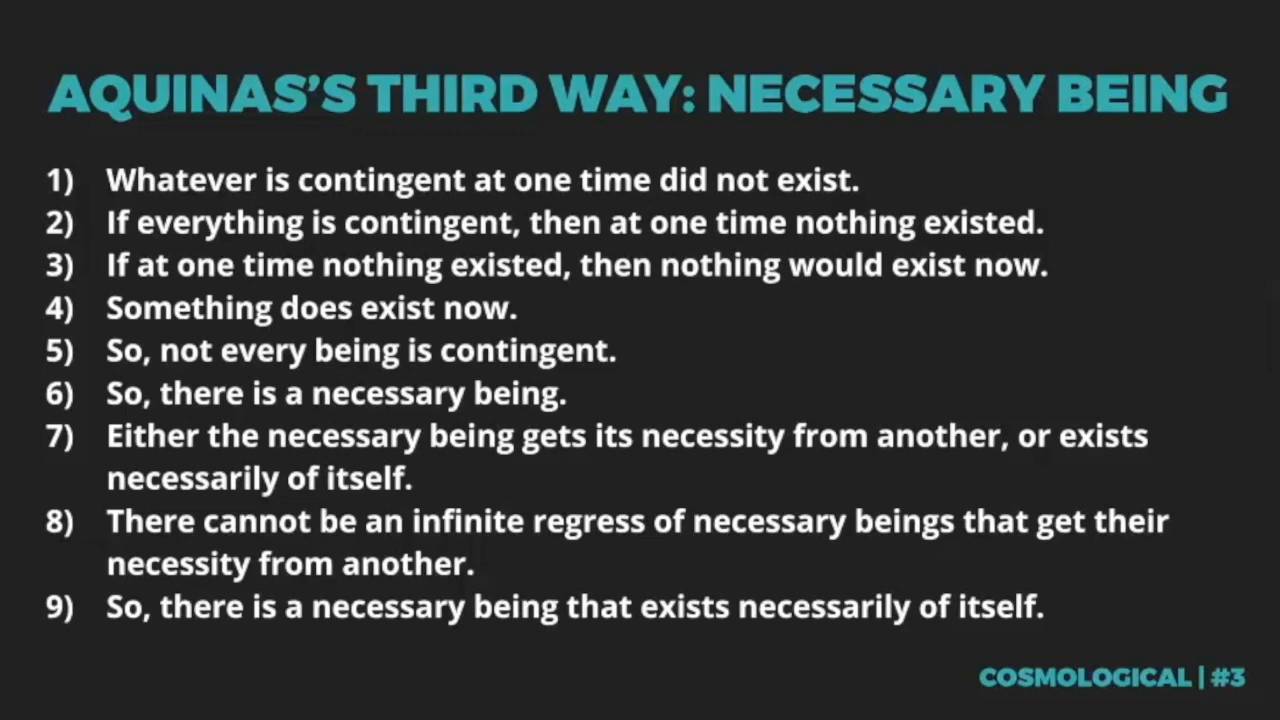 AQUINAS’S THIRD WAY: NECESSARY BEING
1) Whatever is contingent at one time did not exist.
2) If everything is contingent, then at one time nothing existed.
3) If at one time nothing existed, then nothing would exist now.
4) Something does exist now.
5) So, not every being is contingent.
6) So, there is a necessary being.
7) Either the necessary being gets its necessity from another, or exists
necessarily of itself.
8) There cannot be an infinite regress of necessary beings that get their
necessity from another.
9) So, there is a necessary being that exists necessarily of itself.
COSMOLOGICAL | #3